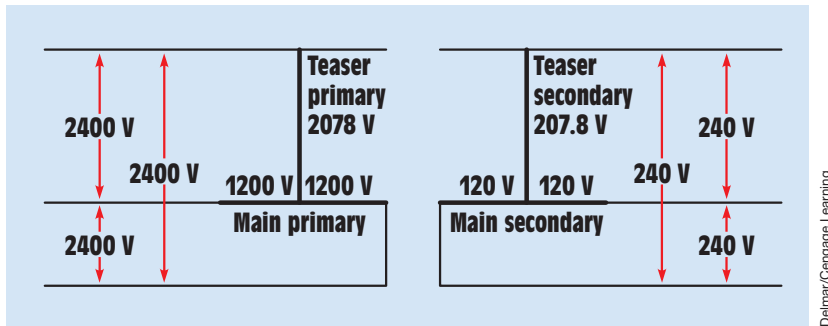 Teaser
primary
2078 V
2400 V
2400 V
1200 V 1200 V
Main primary
2400 V
Teaser
secondary
207.8 V
240 V
240 V
120 V 120 V
Main secondary
240 V
Delmar/Cengage Learning